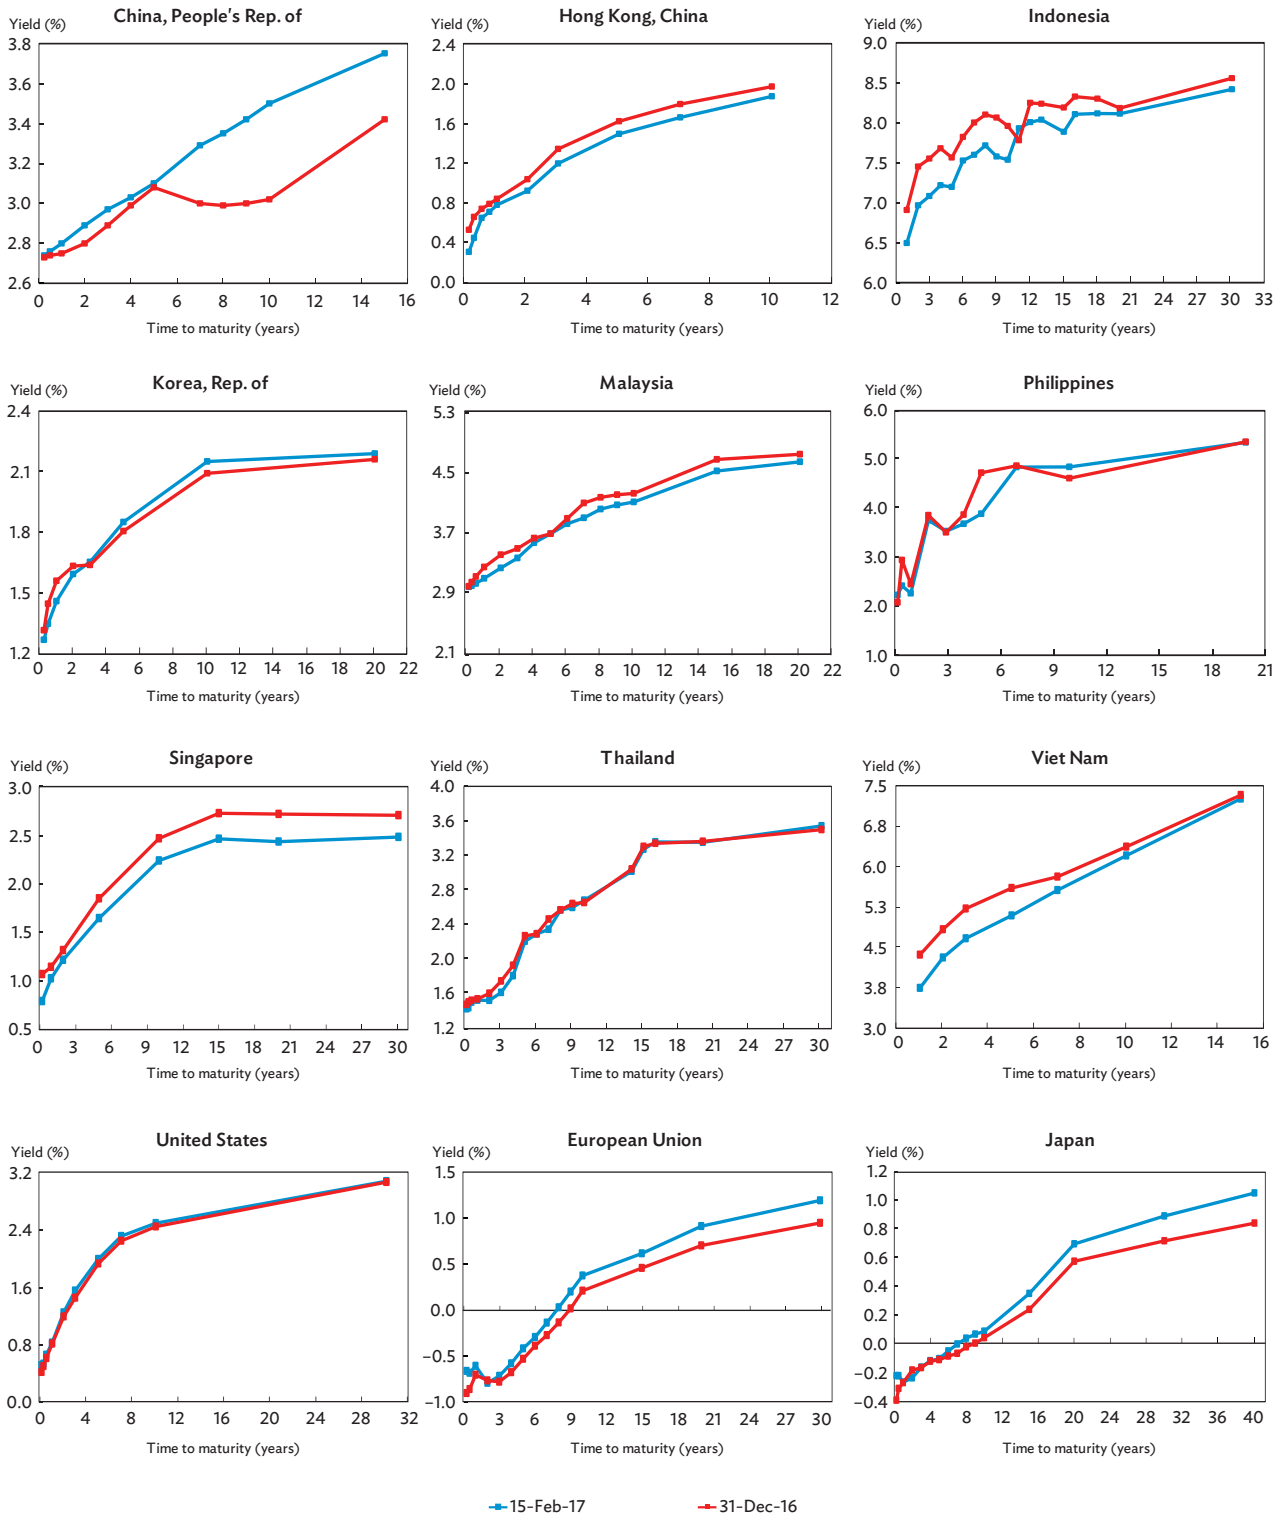 China, People's Rep. of
Yield (%)
3.8
3.6
3.4
3.2
3.0
2.8
2.6
0 2 4 6 8 10 12 14 16
Time to maturity (years)
Hong Kong, China
Yield (%)
2.4
2.0
1.6
1.2
0.8
0.4
0.0
0 2 4 6 8 10 12
Time to maturity (years)
Indonesia
Yield (%)
9.0
8.5
8.0
7.5
7.0
6.5
6.0
0 3 6 9 12 15 18 21 24 27 30 33
Time to maturity (years)
Korea, Rep. of
Yield (%)
2.4
2.1
1.8
1.5
1.2
0 2 4 6 8 10 12 14 16 18 20 22
Time to maturity (years)
Malaysia
Yield (%)
5.3
4.5
3.7
2.9
2.1
0 2 4 6 8 10 12 14 16 18 20 22
Time to maturity (years)
Philippines
Yield (%)
6.0
5.0
4.0
3.0
2.0
1.0
0 3 6 9 12 15 18 21
Time to maturity (years)
Singapore
Yield (%)
3.0
2.5
2.0
1.5
1.0
0.5
0 3 6 9 12 15 18 21 24 27 30
Time to maturity (years)
Thailand
Yield (%)
4.0
3.6
3.2
2.8
2.4
2.0
1.6
1.2
0 3 6 9 12 15 18 21 24 27 30
Time to maturity (years)
Viet Nam
Yield (%)
7.5
6.8
6.0
5.3
4.5
3.8
3.0
0 2 4 6 8 10 12 14 16
Time to maturity (years)
United States
Yield (%)
3.2
2.4
1.6
0.8
0.0
0 4 8 12 16 20 24 28 32
Time to maturity (years)
European Union
Yield (%)
1.5
1.0
0.5
0.0
−0.5
−1.0
0 3 6 9 12 15 18 21 24 27 30
Time to maturity (years)
Japan
Yield (%)
1.2
1.0
0.8
0.6
0.4
0.2
0.0
−0.2
−0.4
0 4 8 12 16 20 24 28 32 36 40
Time to maturity (years)
15-Feb-17 31-Dec-16